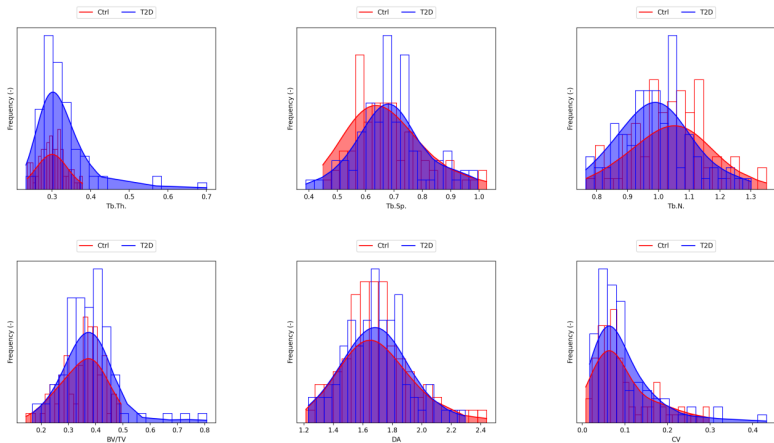 Ctrl T2D
Ctrl T2D
Ctrl T2D
Frequency (-)
Frequency (-)
Frequency (-)
0.3 0.4 0.5 0.6 0.7
0.4 0.5 0.6 0.7 0.8 0.9 1.0
0.8 0.9 1.0 1.1 1.2 1.3
Tb.Th.
Tb.Sp.
Tb.N.
Ctrl T2D
Ctrl T2D
Ctrl T2D
Frequency (-)
Frequency (-)
Frequency (-)
0.2 0.3 0.4 0.5 0.6 0.7 0.8
1.2 1.4 1.6 1.8 2.0 2.2 2.4
0.0 0.1 0.2 0.3 0.4
BV/TV
DA
CV